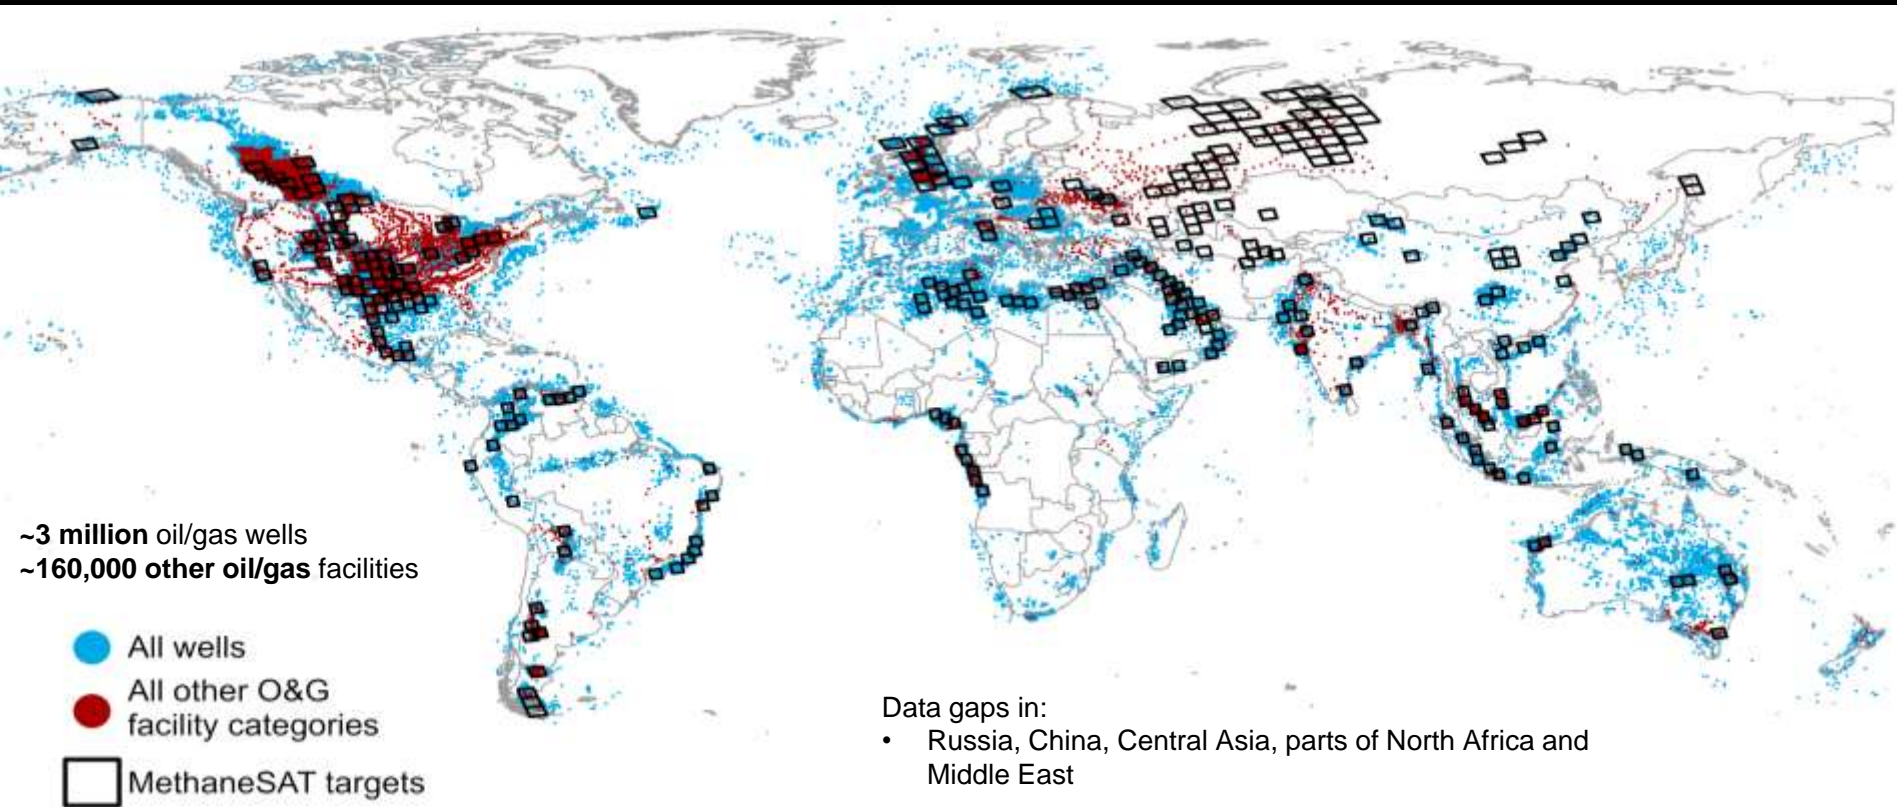 ~3 million oil/gas wells
~160,000 other oil/gas facilities
All wells
All other O&G
facility categories
MethaneSAT targets
Data gaps in:
• Russia, China, Central Asia, parts of North Africa and
Middle East